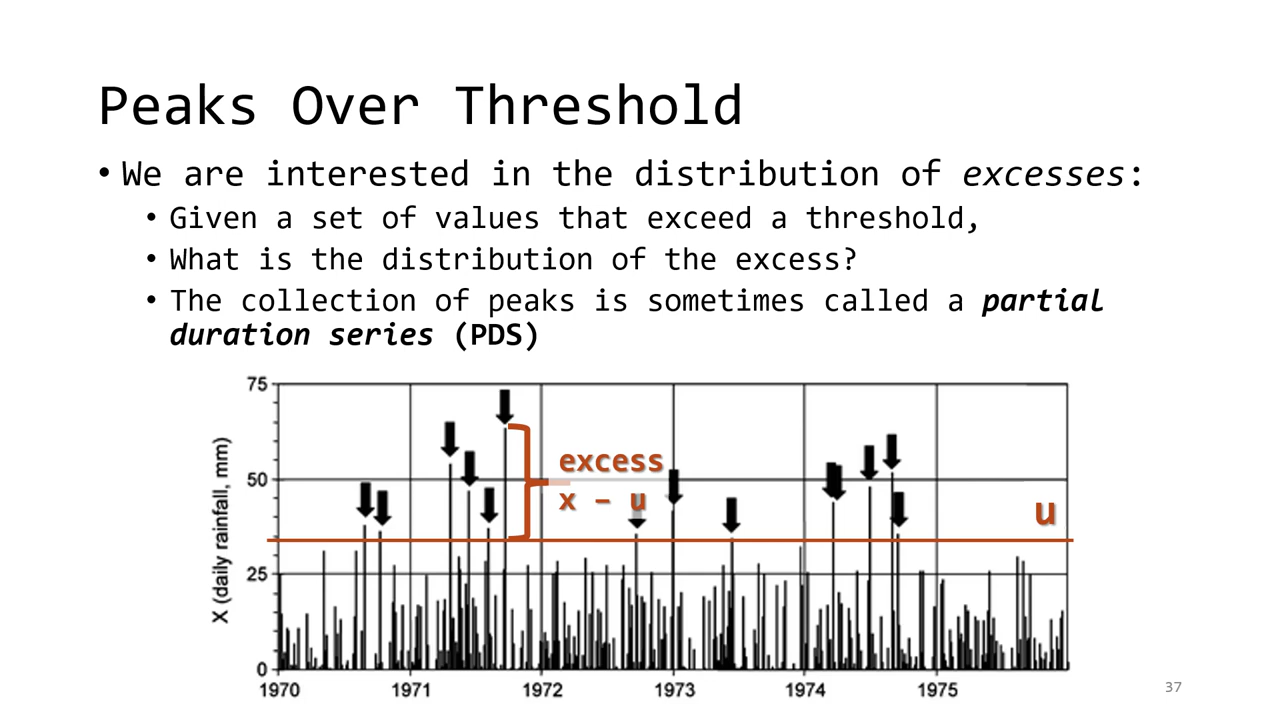 Peaks Over Threshold
• We are interested in the distribution of excesses:
• Given a set of values that exceed a threshold,
• What is the distribution of the excess?
• The collection of peaks is sometimes called a partial
duration series (PDS)
75
50
25
0
X (daily rainfall, mm)
excess
x – u
u
1970 1971 1972 1973 1974 1975
37